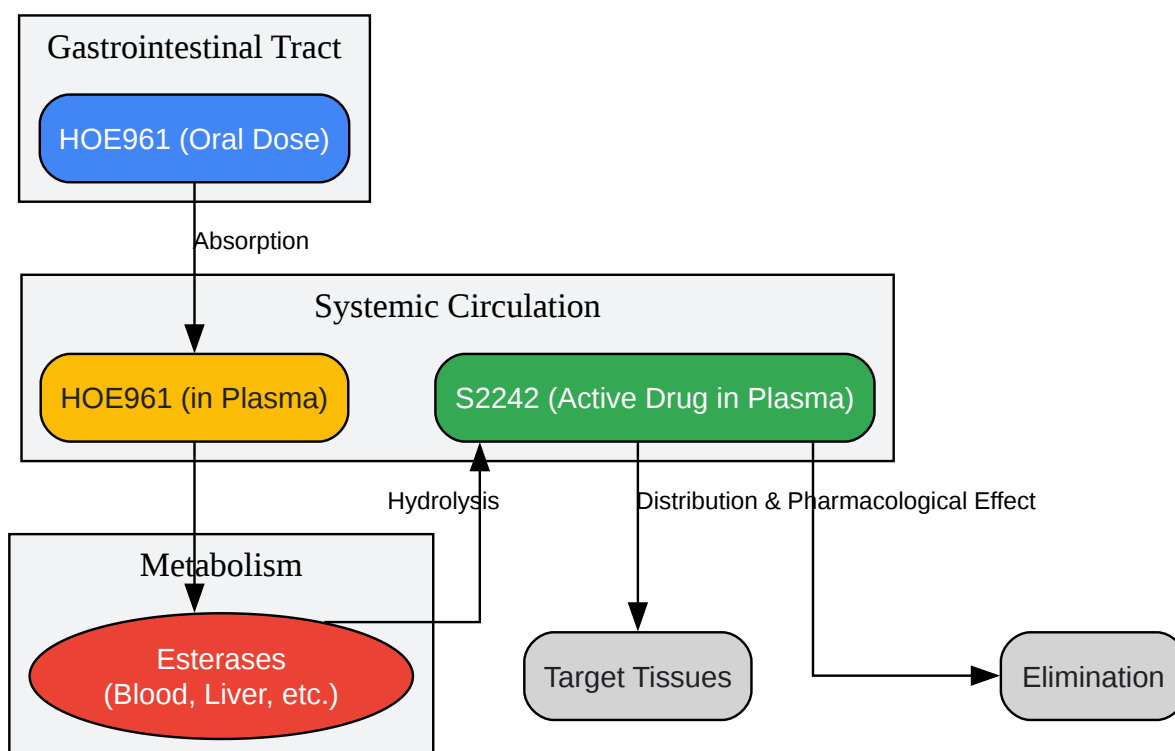 Gastrointestinal Tract
HOE961 (Oral Dose)
Absorption
Systemic Circulation
HOE961 (in Plasma)
S2242 (Active Drug in Plasma)
Hydrolysis
Distribution & Pharmacological Effect
Metabolism
Esterases
(Blood, Liver, etc.)
Target Tissues
Elimination